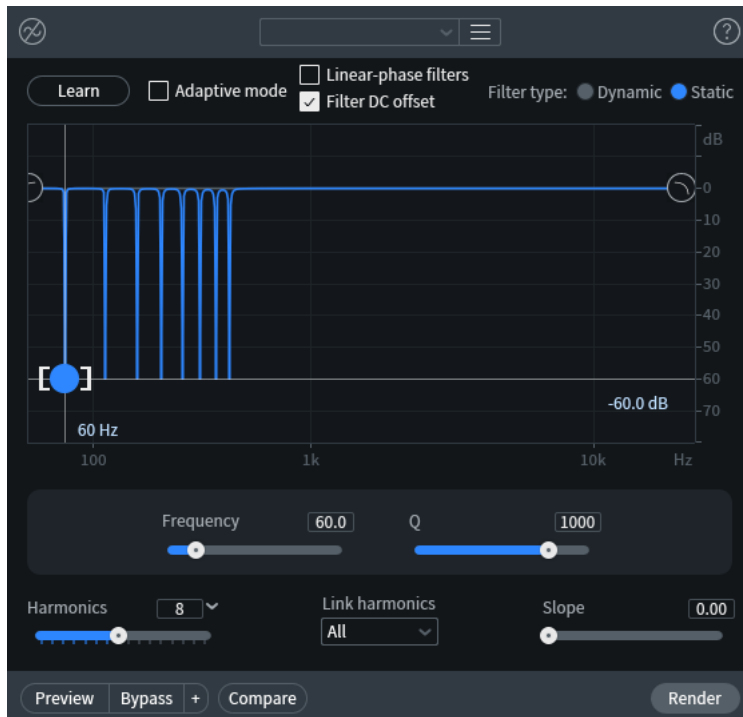 ?
Learn
Adaptive mode
Linear-phase filters
Filter DC offset
Filter type:
Dynamic
Static
dB
-0
-10
-20
-30
-40
-50
-60
-70
-60.0 dB
60 Hz
100
1k
10k
Hz
Frequency
60.0
Q
1000
Harmonics
8
Link harmonics
All
Slope
0.00
Preview
Bypass
+
Compare
Render